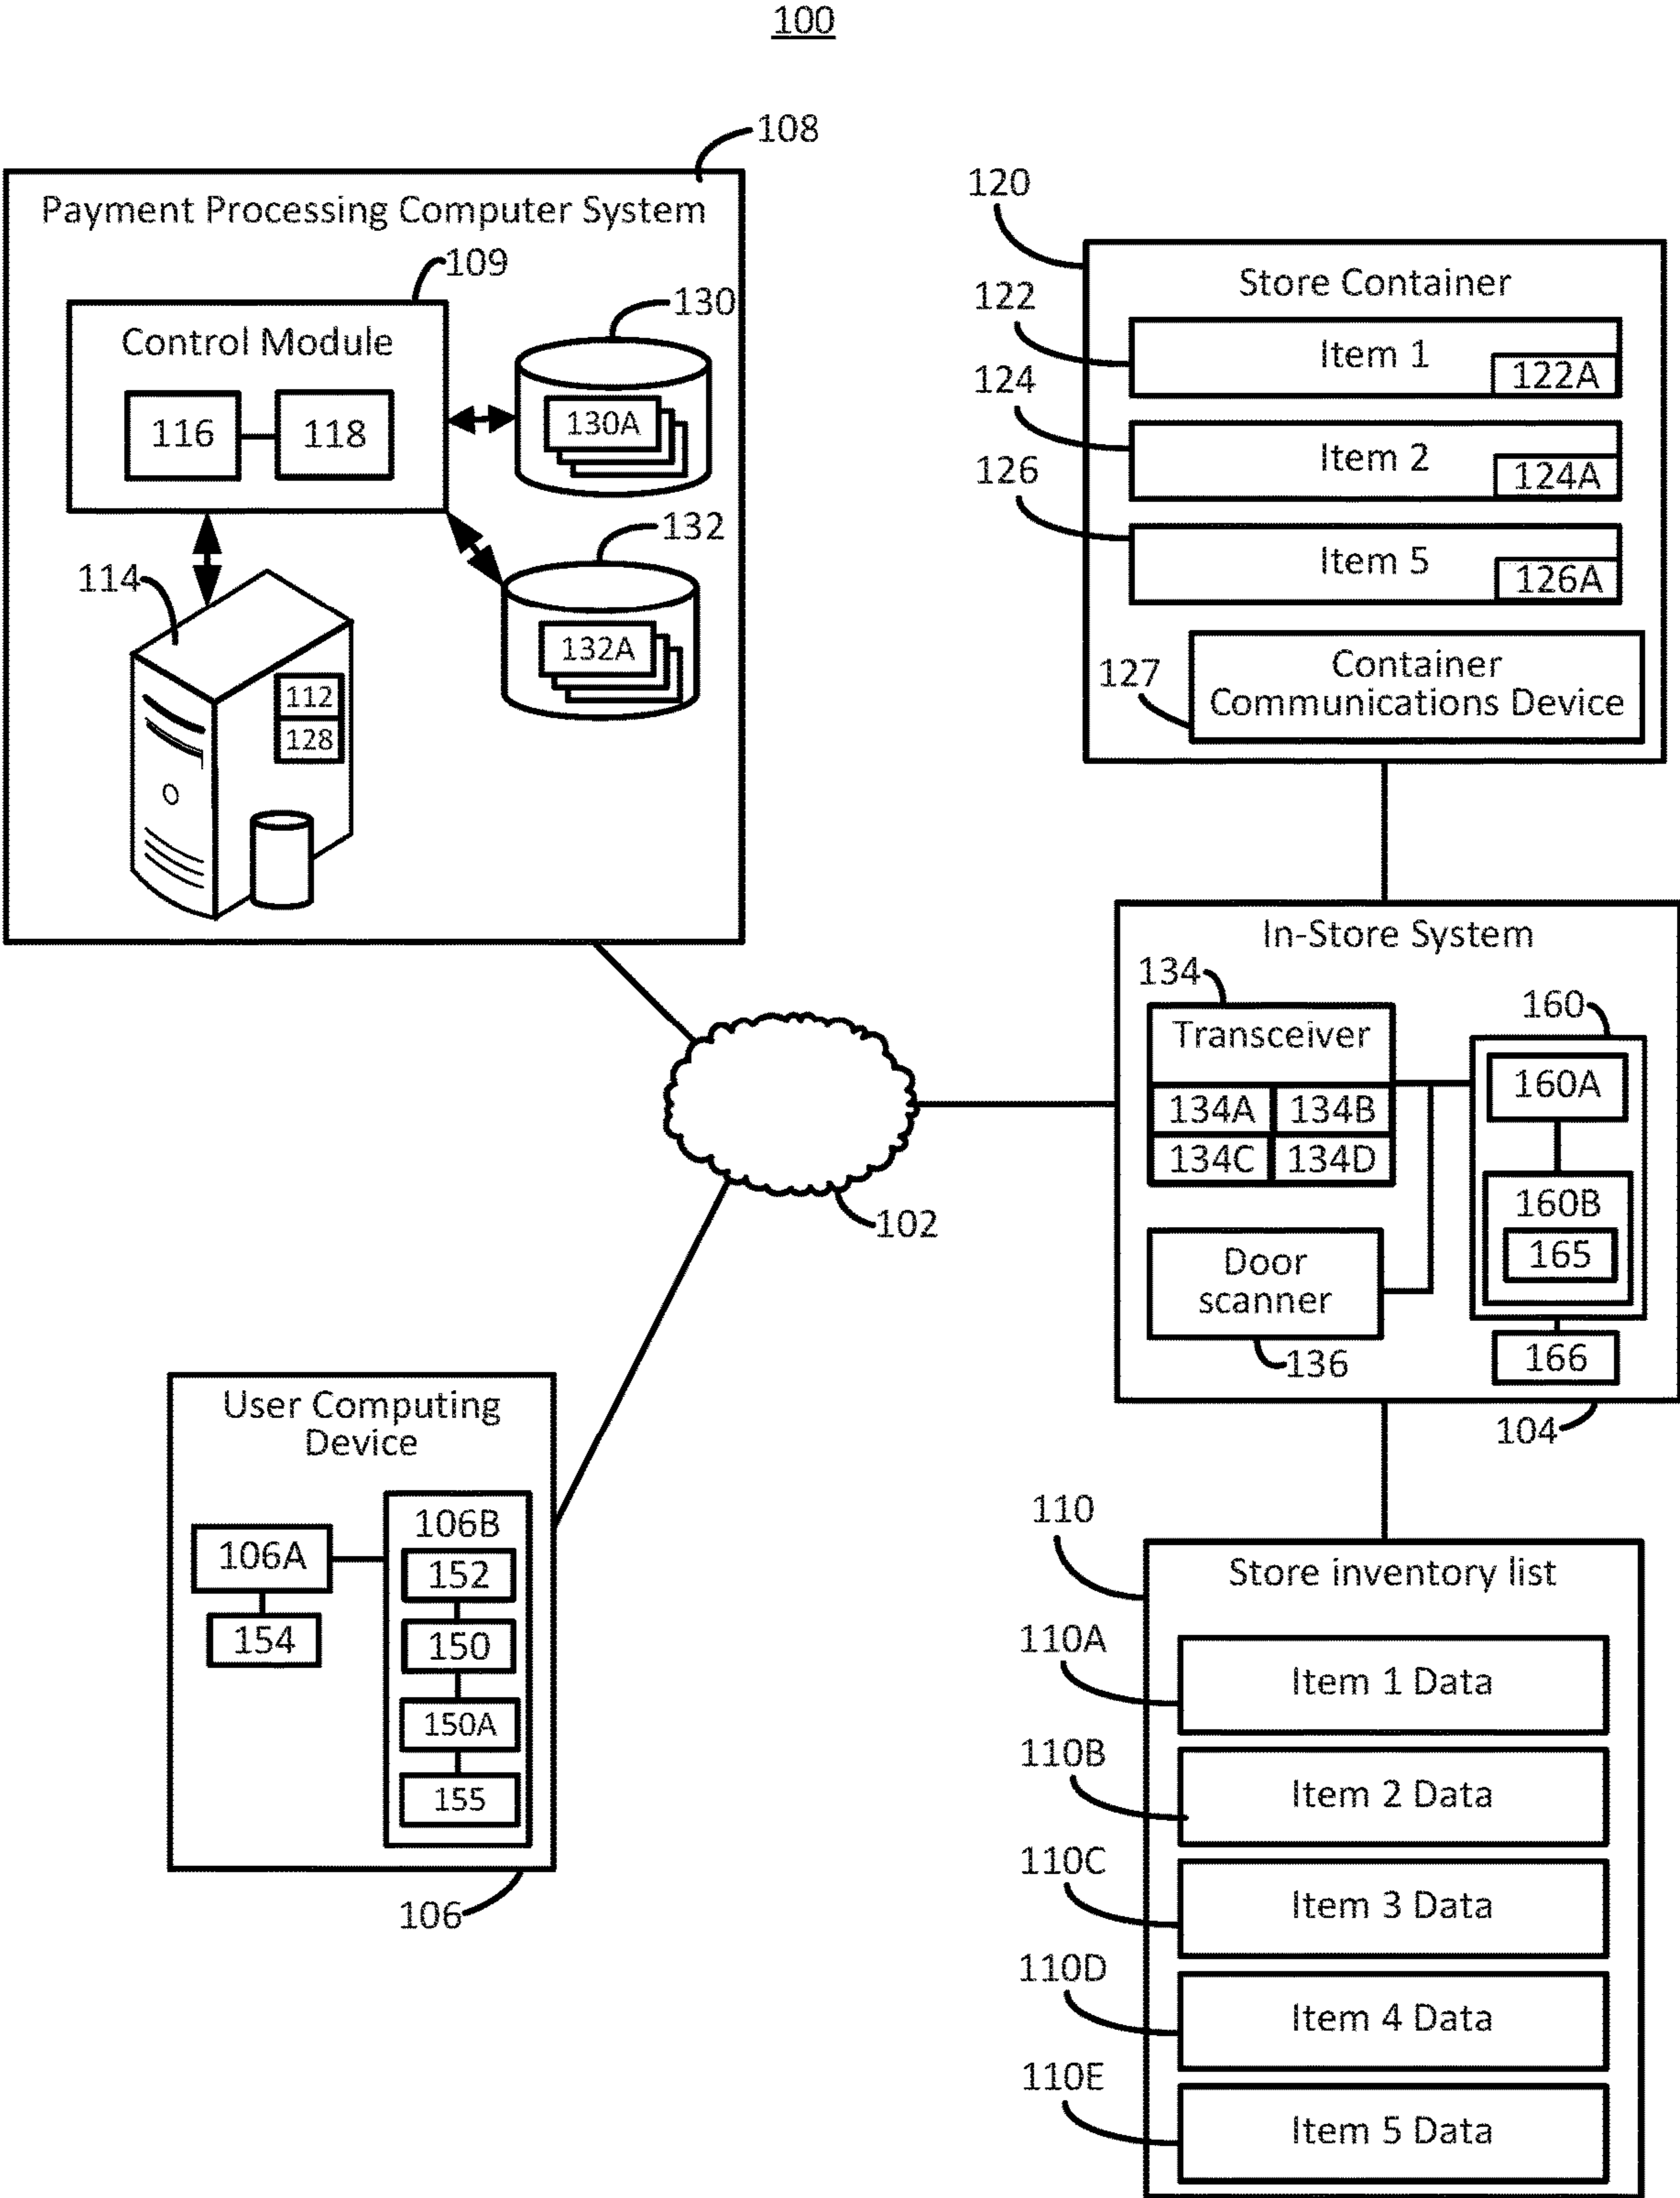 100
108
Payment Processing Computer System
109
Control Module
116
118
130
130A
132
132A
114
112
128
120
Store Container
122
Item 1
122A
124
Item 2
124A
126
Item 5
126A
127
Container
Communications Device
In-Store System
134
Transceiver
134A
134B
134C
134D
160
160A
160B
165
Door
scanner
136
166
104
102
User Computing
Device
106A
154
106B
152
150
150A
155
106
110
Store inventory list
110A
Item 1 Data
110B
Item 2 Data
110C
Item 3 Data
110D
Item 4 Data
110E
Item 5 Data